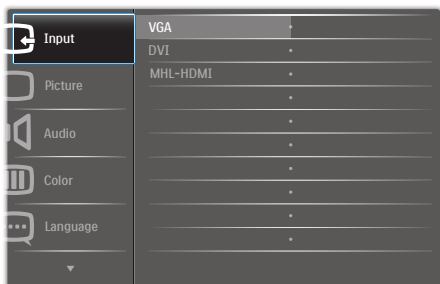 Input
Picture
Audio
Color
Language
VGA
DVI
MHL-HDMI